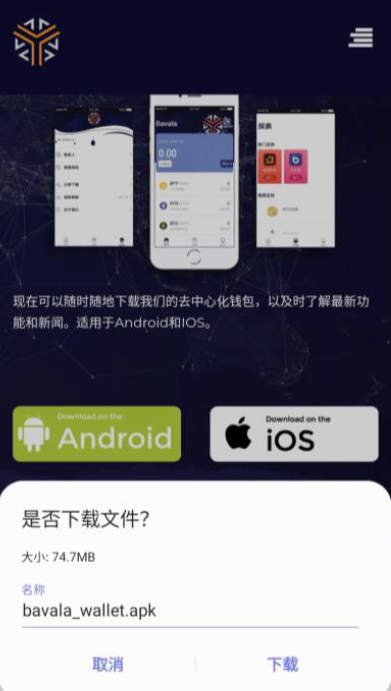 Bavala
0.00
探索
现在可以随时随地下载我们的去中心化钱包，以及时了解最新功
能和新闻。适用于Android和IOS。
Download on the
Android
Download on the
iOS
是否下载文件？
大小: 74.7MB
名称
bavala_wallet.apk
取消
下载